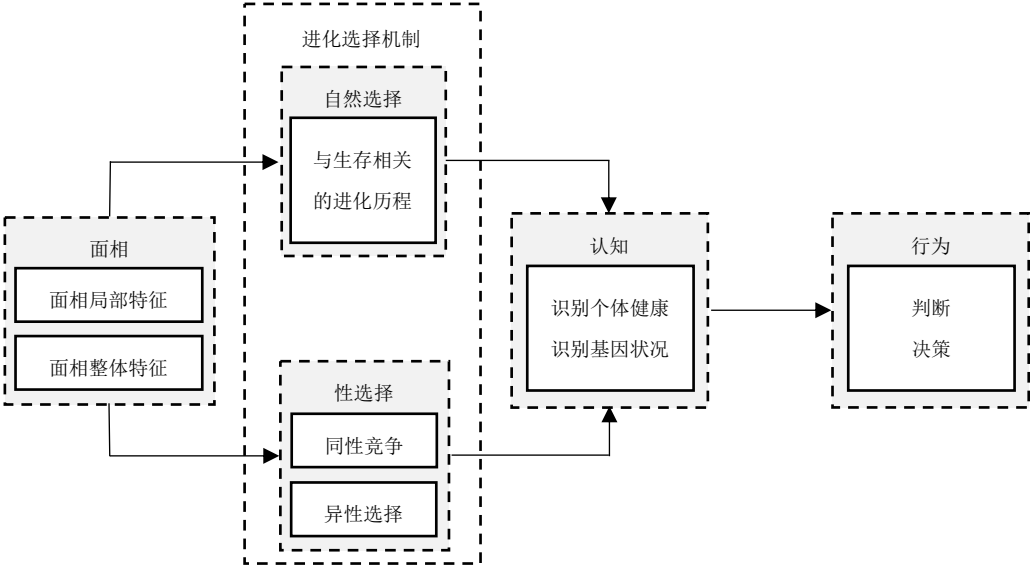 进化选择机制
自然选择
与生存相关
的进化历程
面相
面相局部特征
面相整体特征
性选择
同性竞争
异性选择
认知
识别个体健康
识别基因状况
行为
判断
决策